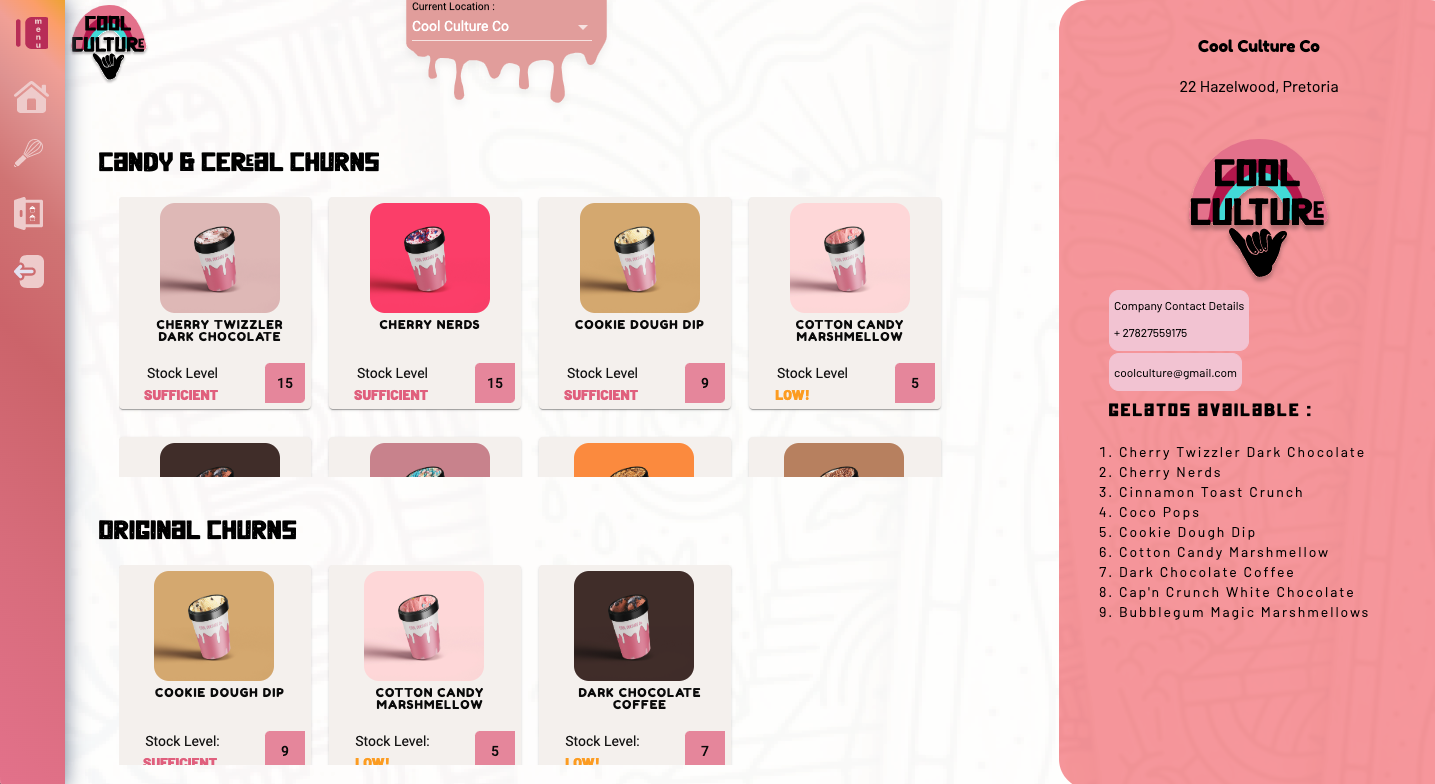 menu
COOL
CULTURE
Current Location :
Cool Culture Co
CANDY & CEREAL CHURNS
CHERRY TWIZZLER
DARK CHOCOLATE
Stock Level
SUFFICIENT
15
CHERRY NERDS
Stock Level
SUFFICIENT
15
COOKIE DOUGH DIP
Stock Level
SUFFICIENT
9
COTTON CANDY
MARSHMELLOW
Stock Level
LOW!
5
ORIGINAL CHURNS
COOKIE DOUGH DIP
Stock Level:
SUFFICIENT
9
COTTON CANDY
MARSHMELLOW
Stock Level:
LOW!
5
DARK CHOCOLATE
COFFEE
Stock Level:
LOW!
7
Cool Culture Co
22 Hazelwood, Pretoria
COOL
CULTURE
Company Contact Details
+ 27827559175
coolculture@gmail.com
GELATOS AVAILABLE :
1. Cherry Twizzler Dark Chocolate
2. Cherry Nerds
3. Cinnamon Toast Crunch
4. Coco Pops
5. Cookie Dough Dip
6. Cotton Candy Marshmellow
7. Dark Chocolate Coffee
8. Cap'n Crunch White Chocolate
9. Bubblegum Magic Marshmellows